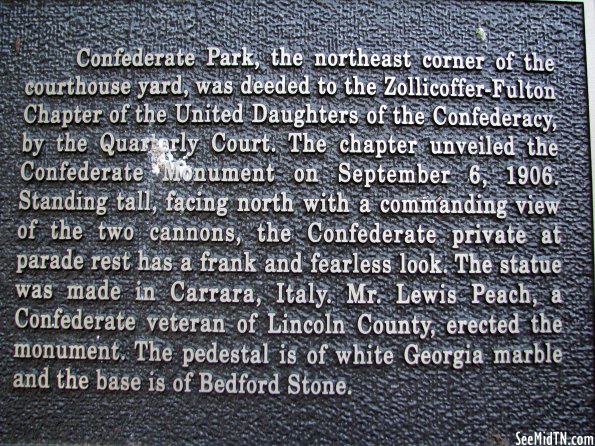 Confederate Park, the northeast corner of the
courthouse yard, was deeded to the Zollicoffer-Fulton
Chapter of the United Daughters of the Confederacy,
by the Quarterly Court. The chapter unveiled the
Confederate Monument on September 6, 1906.
Standing tall, facing north with a commanding view
of the two cannons, the Confederate private at
parade rest has a frank and fearless look. The statue
was made in Carrara, Italy. Mr. Lewis Peach, a
Confederate veteran of Lincoln County, erected the
monument. The pedestal is of white Georgia marble
and the base is of Bedford Stone.
SeeMidTN.com